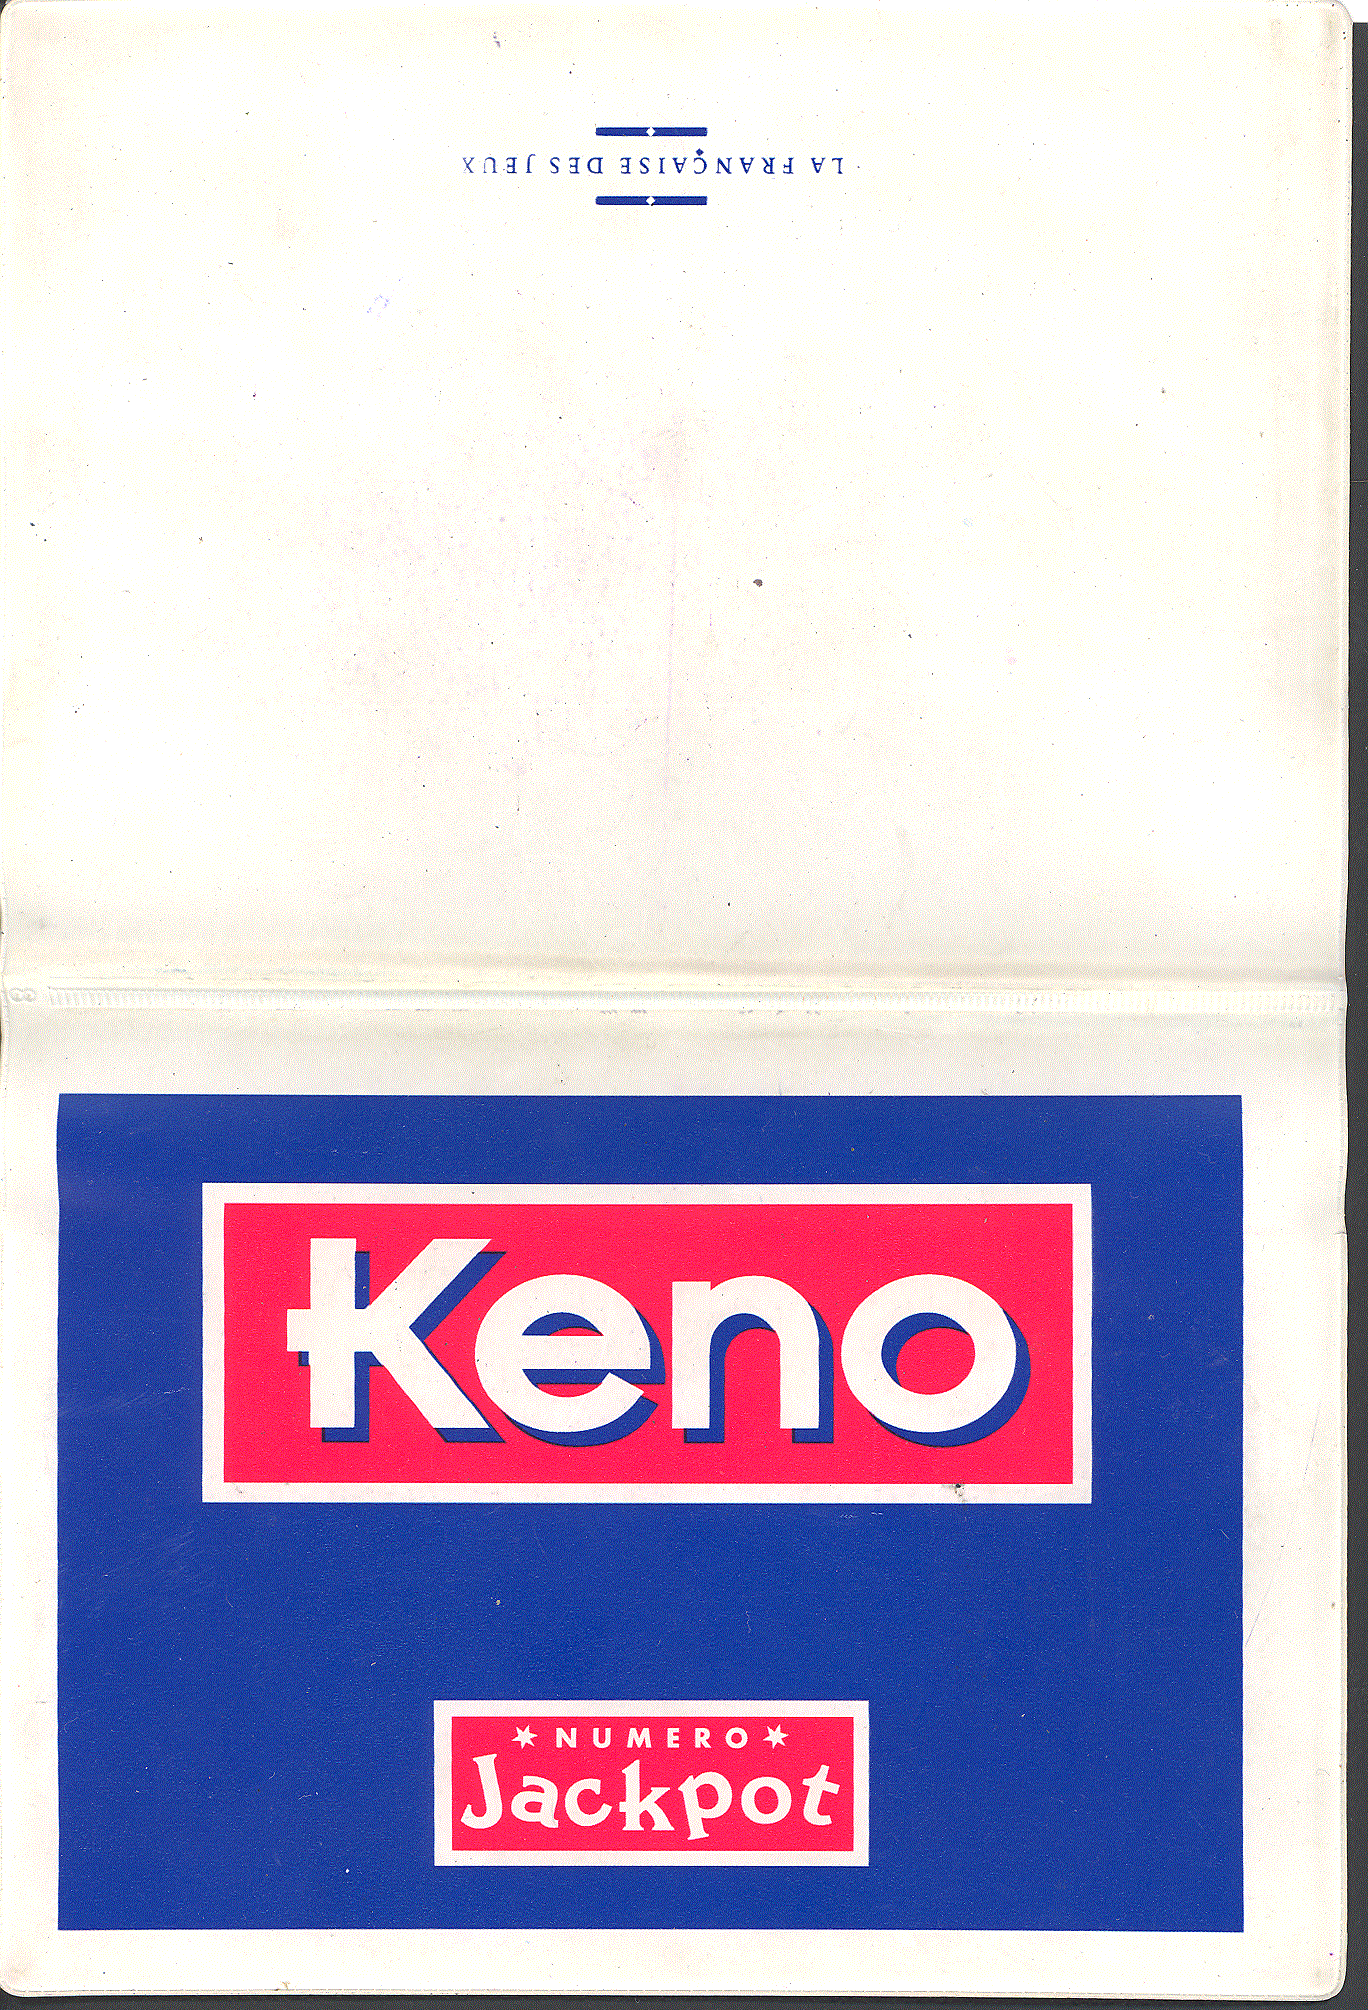 LA FRANÇAISE DES JEUX
Keno
NUMERO
Jackpot